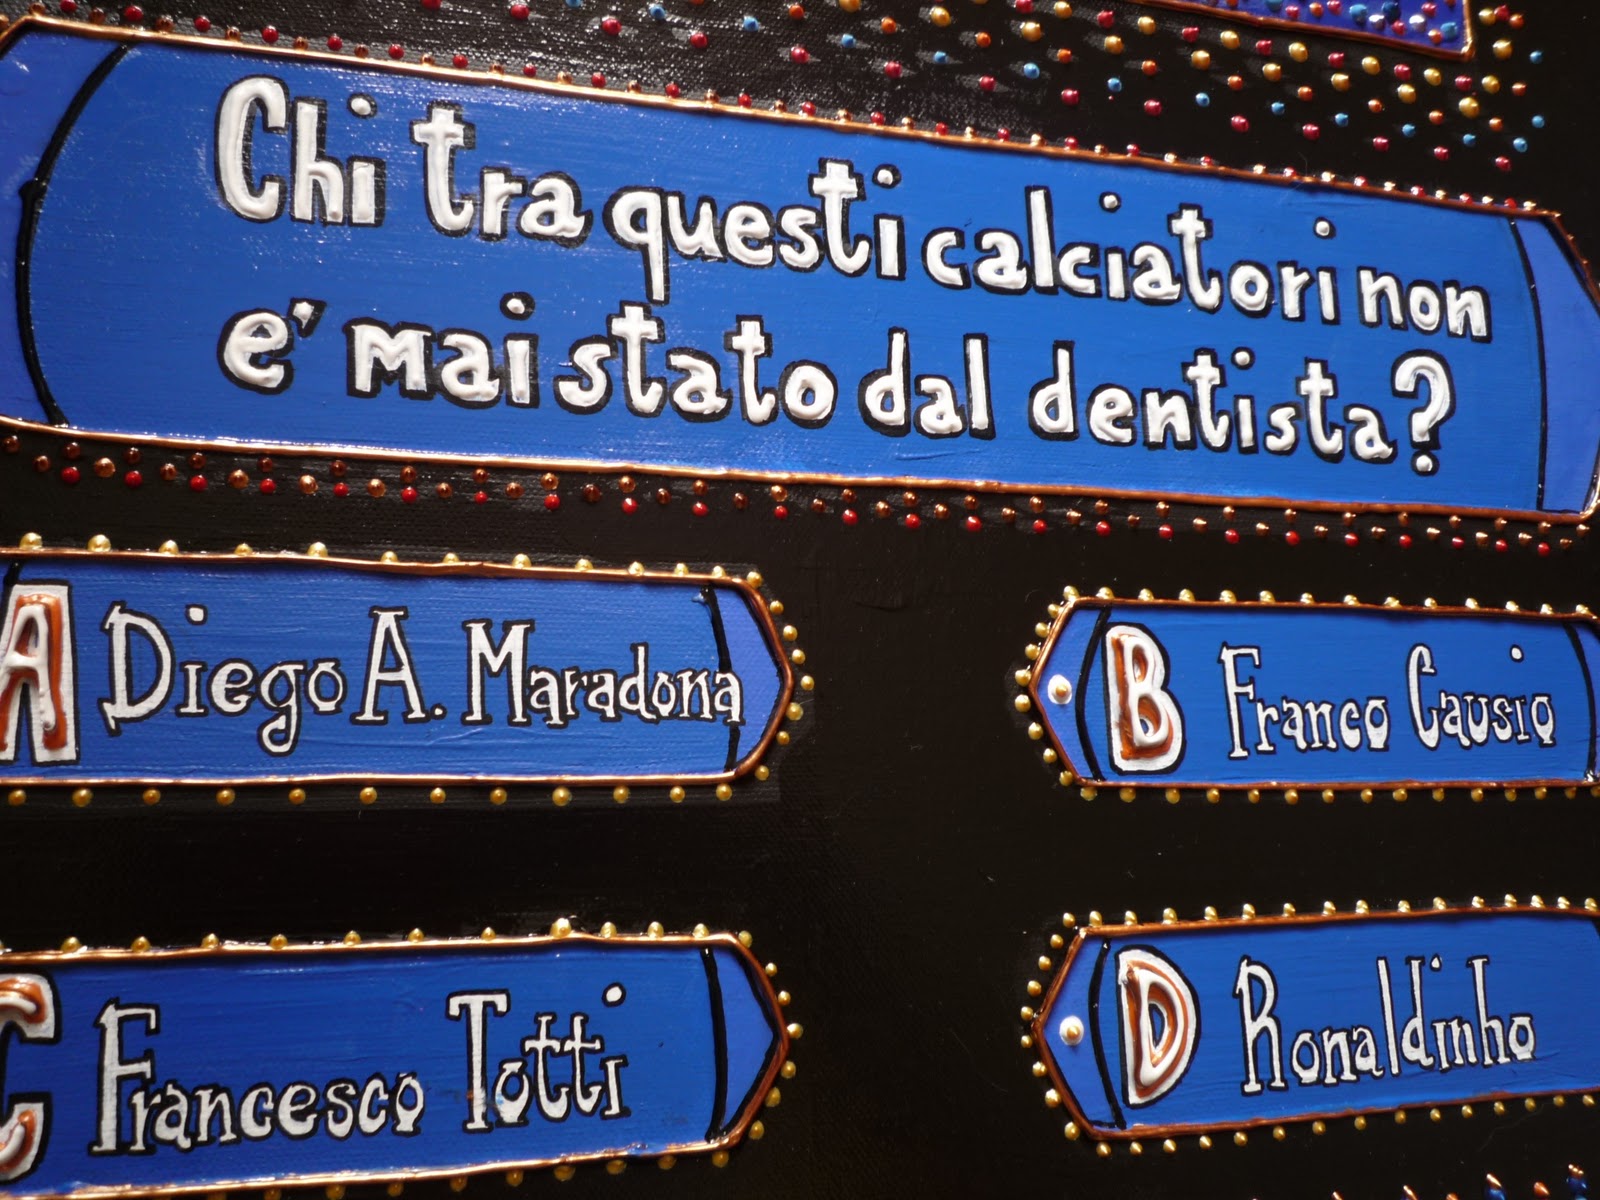 Chi tra questi calciatori non
e' mai stato dal dentista?
A Diego A. Maradona
B Franco Causio
C Francesco Totti
D Ronaldinho